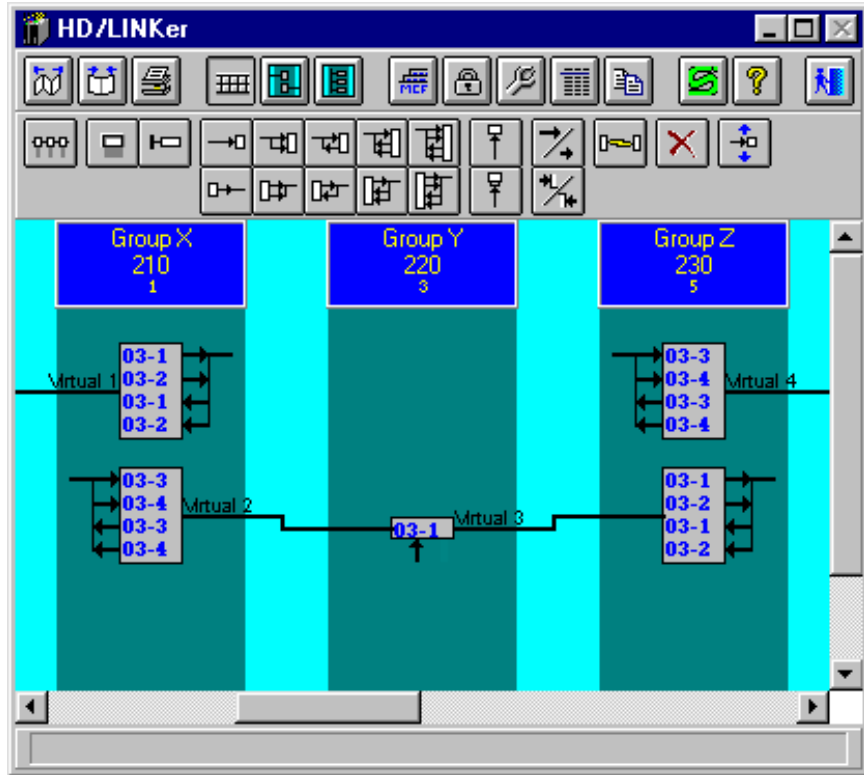 HD/LINKer
MCF
Group X
210
1
Group Y
220
3
Group Z
230
5
Virtual 1
03-1
03-2
03-1
03-2
03-3
03-4
03-3
03-4
Virtual 4
03-3
03-4
03-3
03-4
Virtual 2
03-1
Virtual 3
03-1
03-2
03-1
03-2